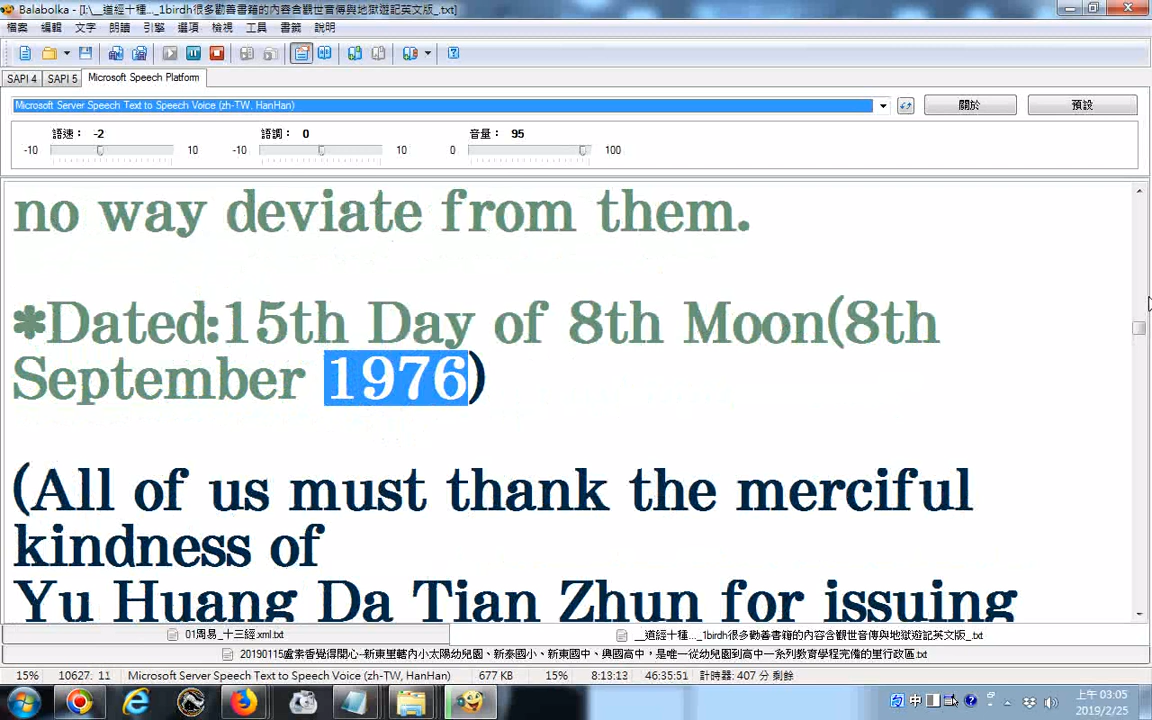 Balabolka - [I:\__道經十種..._1birdh很多勸善書籍的內容含觀世音傳與地獄遊記英文版_.txt]
檔案 編輯 文字 朗讀 引擎 選項 檢視 工具 書籤 說明
SAPI 4 SAPI 5 Microsoft Speech Platform
Microsoft Server Speech Text to Speech Voice (zh-TW, HanHan) 關於 預設
語速： -2 語調： 0 音量： 95
-10 10 -10 10 0 100
no way deviate from them.
*Dated:15th Day of 8th Moon(8th
September 1976)
(All of us must thank the merciful
kindness of
Yu Huang Da Tian Zhun for issuing
01周易_十三經.xml.txt __道經十種..._1birdh很多勸善書籍的內容含觀世音傳與地獄遊記英文版_.txt
20190115盧素香覺得開心-新東里轄內小太陽幼兒園、新泰國小、新東國中、興國高中，是唯一從幼兒園到高中一系列教育學程完備的里行政區.txt
15% 10627: 11 Microsoft Server Speech Text to Speech Voice (zh-TW, HanHan) 677 KB 15% 8:13:13 46:35:51 計時器: 407 分 剩餘
中 上午 03:05
2019/2/25